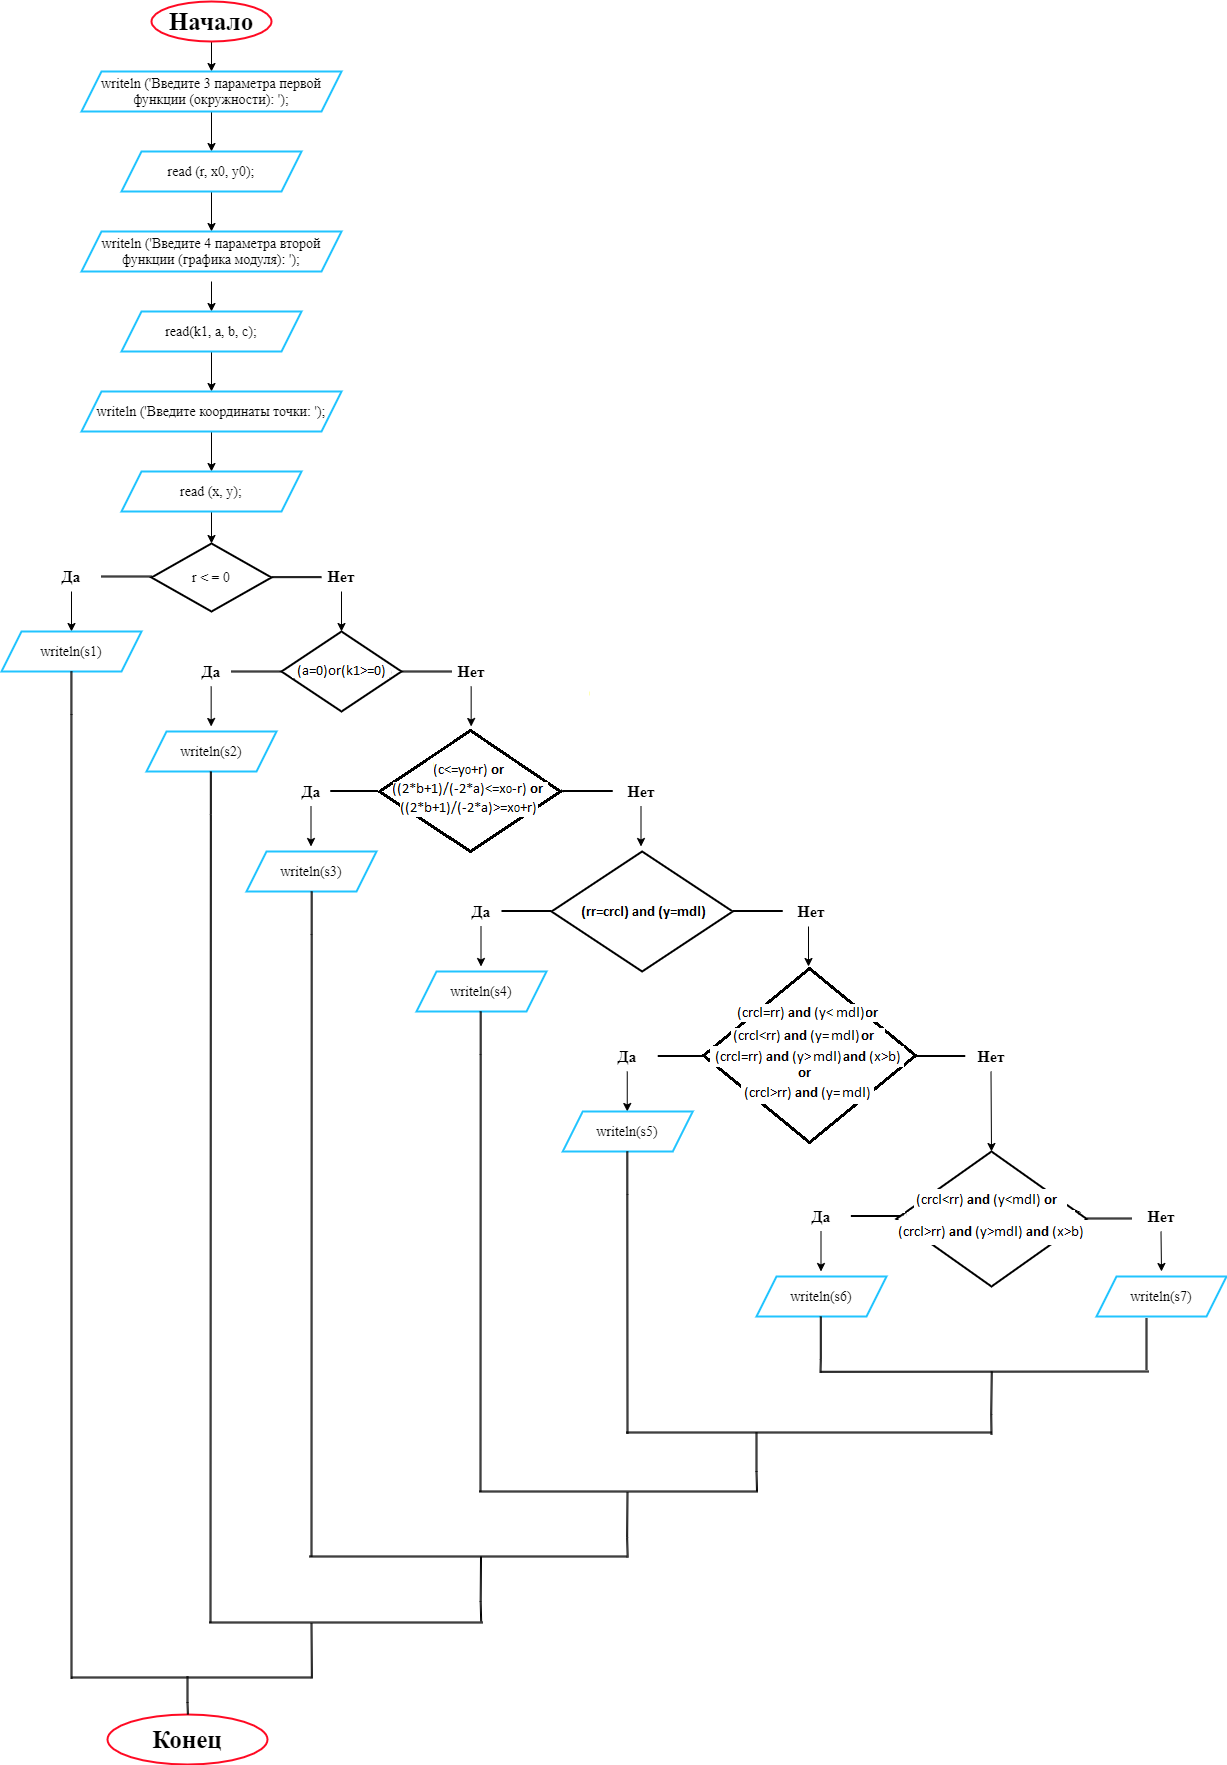 Начало
writeln ('Введите 3 параметра первой
функции (окружности): ');
read (r, x0, y0);
writeln ('Введите 4 параметра второй
функции (графика модуля): ');
read(k1, a, b, c);
writeln ('Введите координаты точки: ');
read (x, y);
r < = 0
Да
Нет
writeln(s1)
(a=0)or(k1>=0)
Да
Нет
writeln(s2)
(c<=yo+r) or
((2*b+1)/(-2*a)<=xo-r) or
((2*b+1)/(-2*a)>=xo+r)
Да
Нет
writeln(s3)
(rr=crcl) and (y=mdl)
Да
Нет
writeln(s4)
(crcl=rr) and (y< mdl)or
(crcl<rr) and (y=mdl)or
(crcl=rr) and (y>mdl)and (x>b)
or
(crcl>rr) and (y=mdl)
Да
Нет
writeln(s5)
(crcl<rr) and (y<mdl) or
(crcl>rr) and (y>mdl) and (x>b)
Да
Нет
writeln(s6)
writeln(s7)
Конец